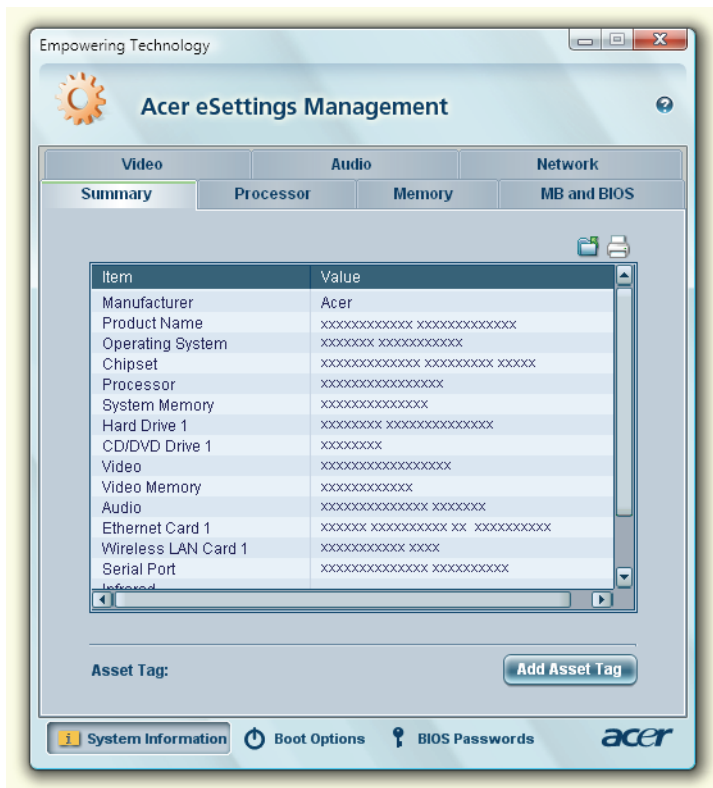 Empowering Technology
Acer eSettings Management
Video Audio Network
Summary Processor Memory MB and BIOS
Item Value
Manufacturer Acer
Product Name xxxxxxxxxxxx xxxxxxxxxxxxx
Operating System xxxxxxx xxxxxxxxxxx
Chipset xxxxxxxxxxxxx xxxxxxxxx xxxxx
Processor xxxxxxxxxxxxxxxx
System Memory xxxxxxxxxxxxxx
Hard Drive 1 xxxxxxxx xxxxxxxxxxxxxx
CD/DVD Drive 1 xxxxxxxx
Video xxxxxxxxxxxxxxxxx
Video Memory xxxxxxxxxxxx
Audio xxxxxxxxxxxxxx xxxxxxx
Ethernet Card 1 xxxxxx xxxxxxxxxx xx xxxxxxxxxx
Wireless LAN Card 1 xxxxxxxxxxx xxxx
Serial Port xxxxxxxxxxxxxx xxxxxxxxxx
Infrared
Asset Tag: Add Asset Tag
System Information Boot Options BIOS Passwords acer